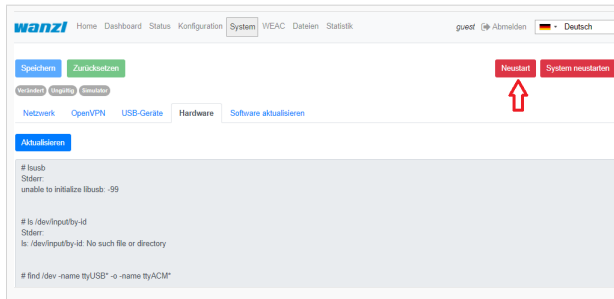 wanzl Home Dashboard Status Konfiguration System WEAC Dateien Statistik guest Abmelden Deutsch
Speichern Zurücksetzen Neustart System neustarten
Verändert Ungültig Simulator
Netzwerk OpenVPN USB-Geräte Hardware Software aktualisieren
Aktualisieren
# lsusb
Stderr:
unable to initialize libusb: -99
# ls /dev/input/by-id
Stderr:
ls: /dev/input/by-id: No such file or directory
# find /dev -name ttyUSB* -o -name ttyACM*